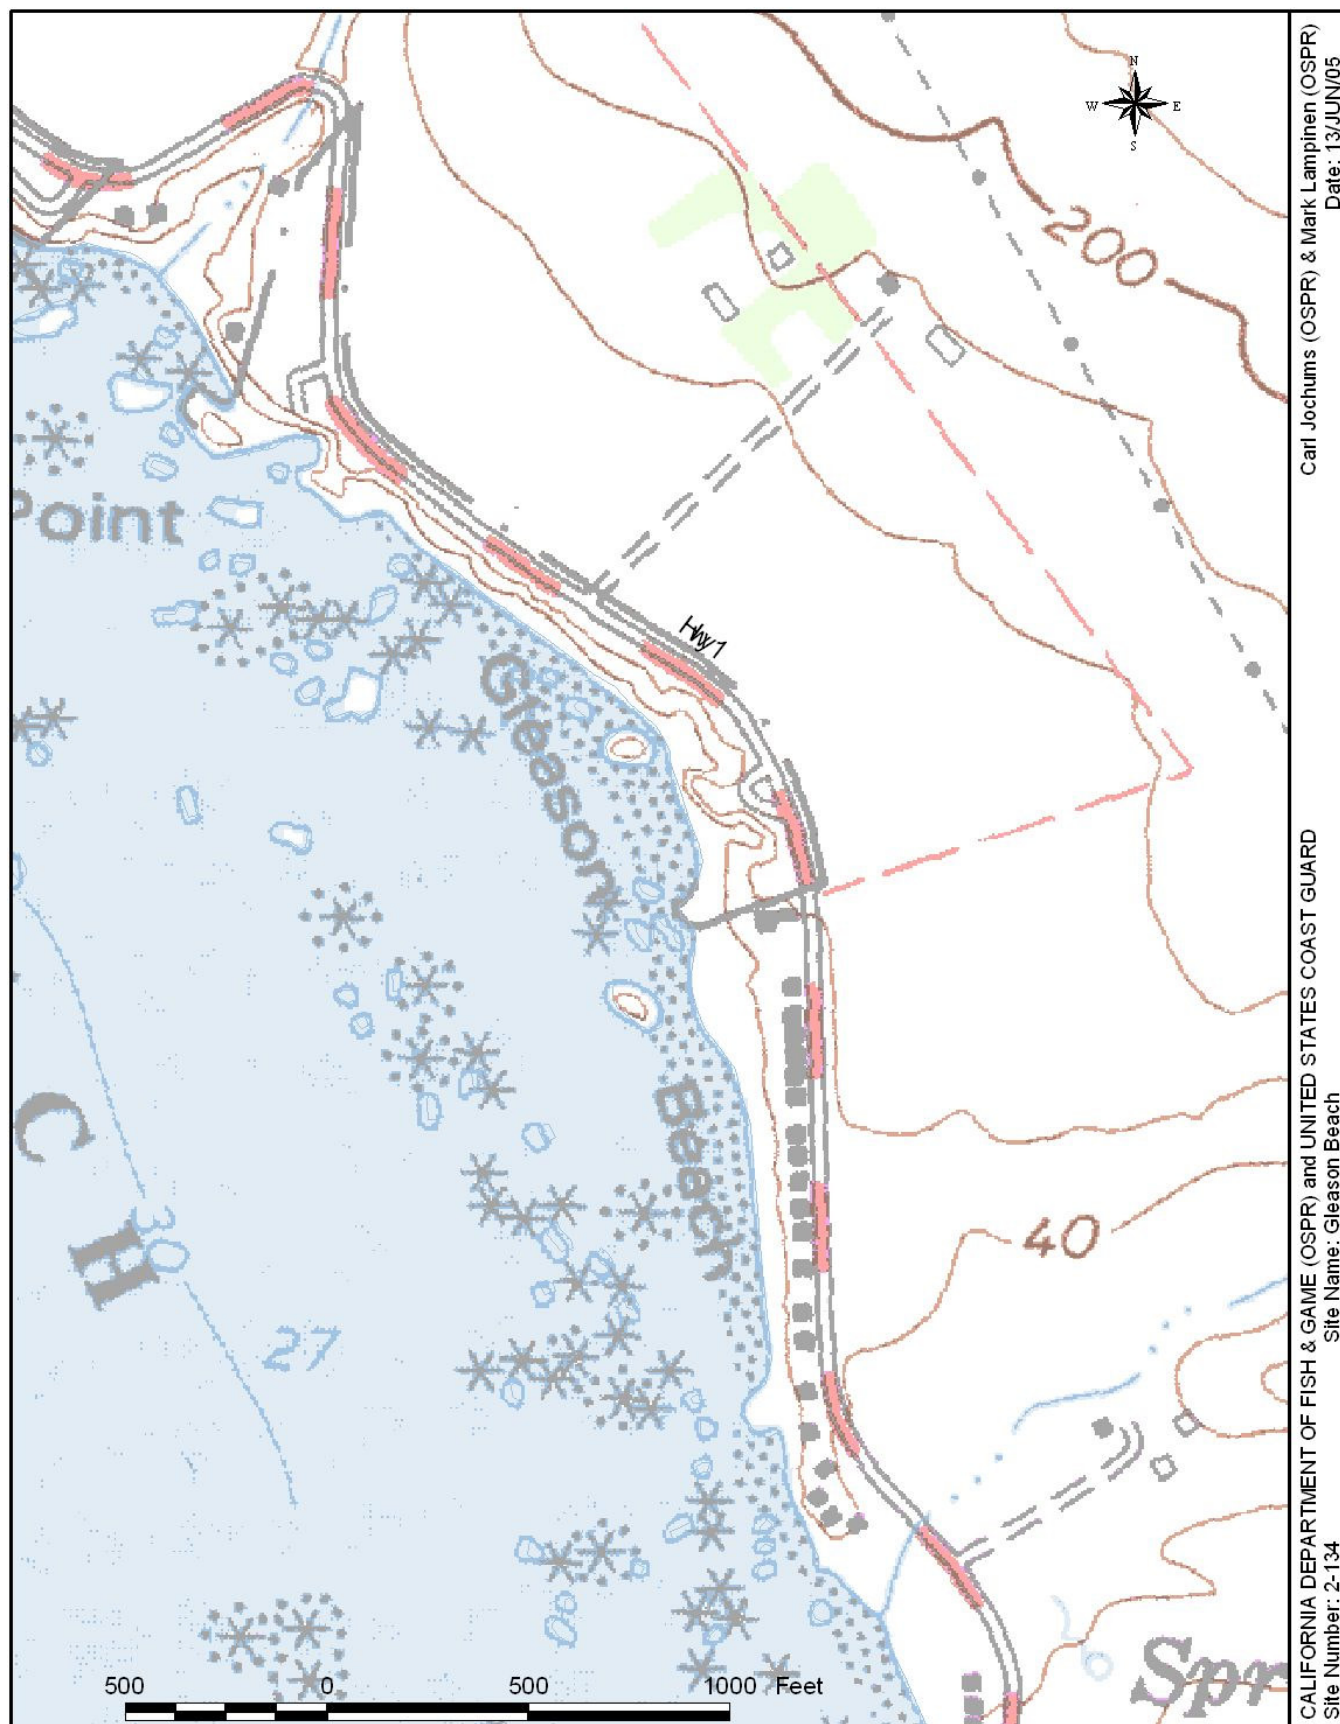 N
W E
S
200
Point
Hwy1
Gleason
Beach
C
H
30
27
40
Spr
500 0 500 1000 Feet
CALIFORNIA DEPARTMENT OF FISH & GAME (OSPR) and UNITED STATES COAST GUARD
Carl Jochums (OSPR) & Mark Lampinen (OSPR)
Site Number: 2-134
Site Name: Gleason Beach
Date: 13/JUN/05